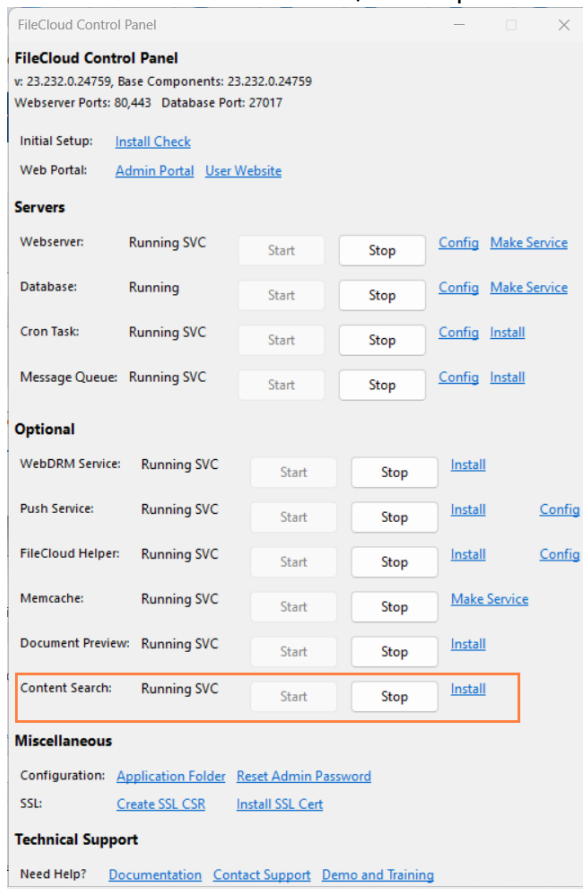 FileCloud Control Panel
FileCloud Control Panel
v: 23.232.0.24759, Base Components: 23.232.0.24759
Webserver Ports: 80,443 Database Port: 27017
Initial Setup: Install Check
Web Portal: Admin Portal User Website
Servers
Webserver: Running SVC Start Stop Config Make Service
Database: Running Start Stop Config Make Service
Cron Task: Running SVC Start Stop Config Install
Message Queue: Running SVC Start Stop Config Install
Optional
WebDRM Service: Running SVC Start Stop Install
Push Service: Running SVC Start Stop Install Config
FileCloud Helper: Running SVC Start Stop Install Config
Memcache: Running SVC Start Stop Make Service
Document Preview: Running SVC Start Stop Install
Content Search: Running SVC Start Stop Install
Miscellaneous
Configuration: Application Folder Reset Admin Password
SSL: Create SSL CSR Install SSL Cert
Technical Support
Need Help? Documentation Contact Support Demo and Training